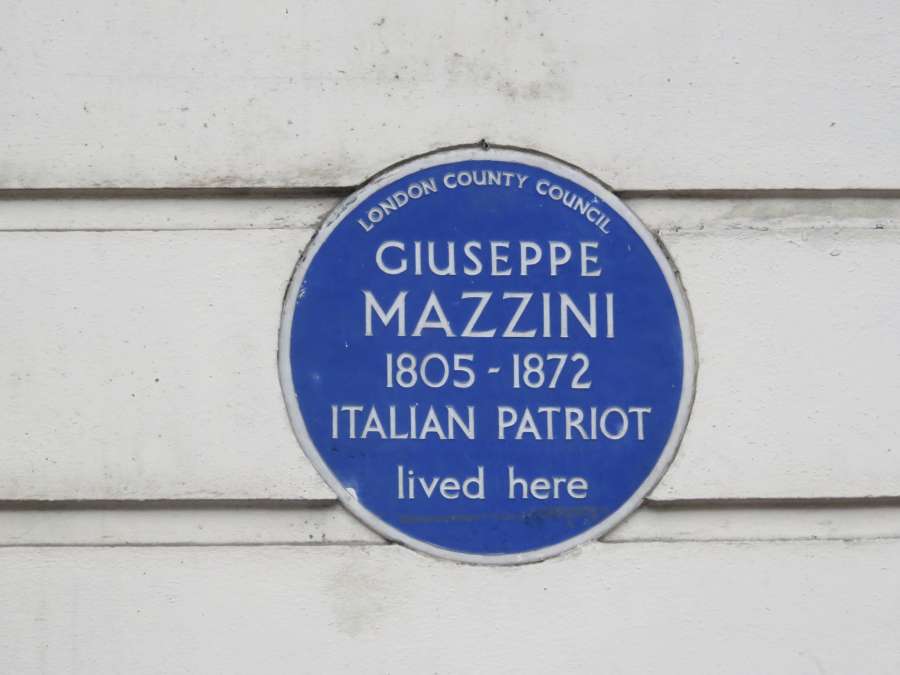 LONDON COUNTY COUNCIL
GIUSEPPE
MAZZINI
1805 - 1872
ITALIAN PATRIOT
lived here